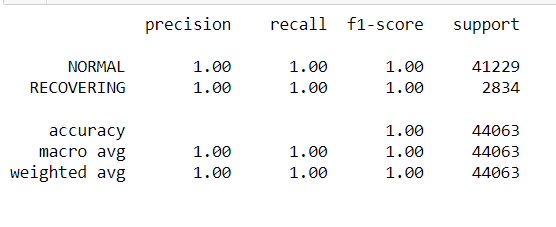 precision recall f1-score support
NORMAL 1.00 1.00 1.00 41229
RECOVERING 1.00 1.00 1.00 2834
accuracy 1.00 44063
macro avg 1.00 1.00 1.00 44063
weighted avg 1.00 1.00 1.00 44063